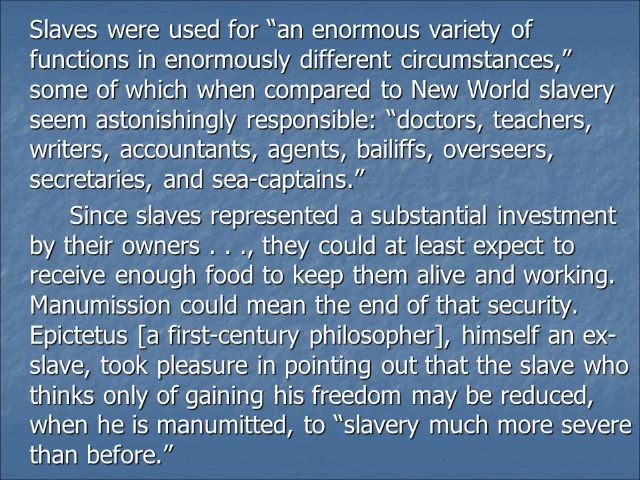 Slaves were used for “an enormous variety of
functions in enormously different circumstances,”
some of which when compared to New World slavery
seem astonishingly responsible: “doctors, teachers,
writers, accountants, agents, bailiffs, overseers,
secretaries, and sea-captains.”
Since slaves represented a substantial investment
by their owners . . ., they could at least expect to
receive enough food to keep them alive and working.
Manumission could mean the end of that security.
Epictetus [a first-century philosopher], himself an ex-
slave, took pleasure in pointing out that the slave who
thinks only of gaining his freedom may be reduced,
when he is manumitted, to “slavery much more severe
than before.”